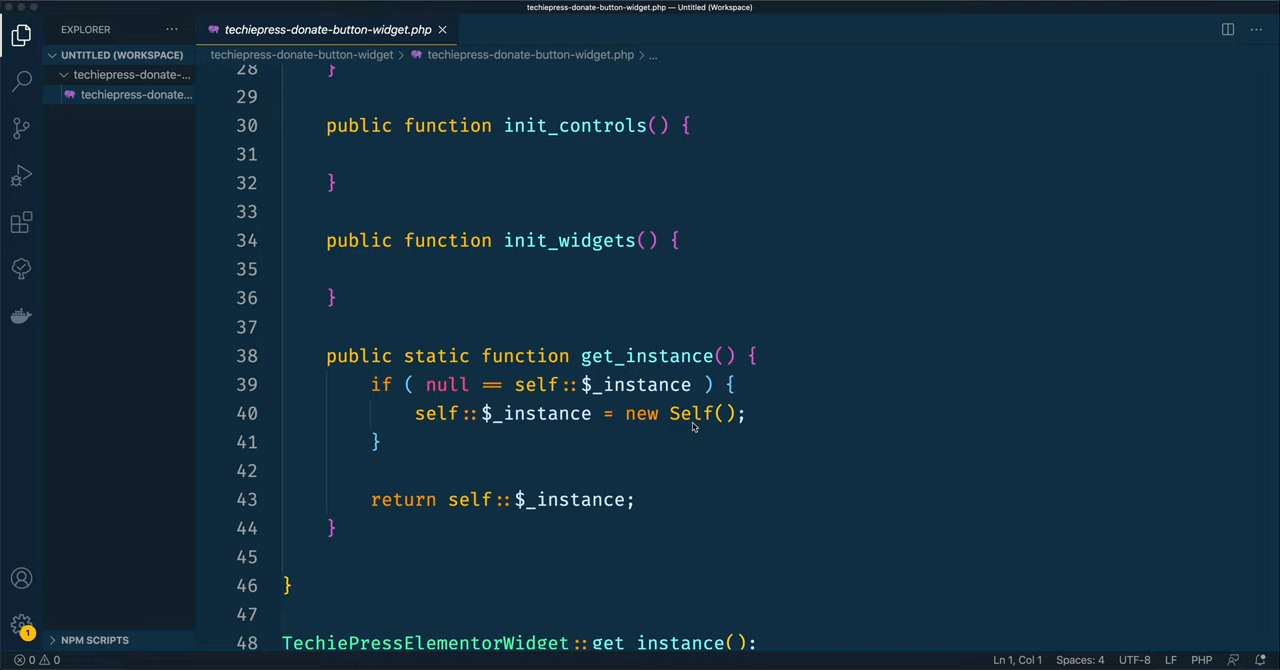 techiepress-donate-button-widget.php — Untitled (Workspace)
EXPLORER ···
techiepress-donate-button-widget.php ×
UNTITLED (WORKSPACE)
techiepress-donate-button-widget > techiepress-donate-button-widget.php > ...
techiepress-donate-...
techiepress-donate...
28 }
29
30 public function init_controls() {
31
32 }
33
34 public function init_widgets() {
35
36 }
37
38 public static function get_instance() {
39 if ( null == self::$_instance ) {
40 self::$_instance = new Self();
41 }
42
43 return self::$_instance;
44 }
45
46 }
47
48 TechiePressElementorWidget::get_instance();
NPM SCRIPTS
1
0 0
Ln 1, Col 1 Spaces: 4 UTF-8 LF PHP